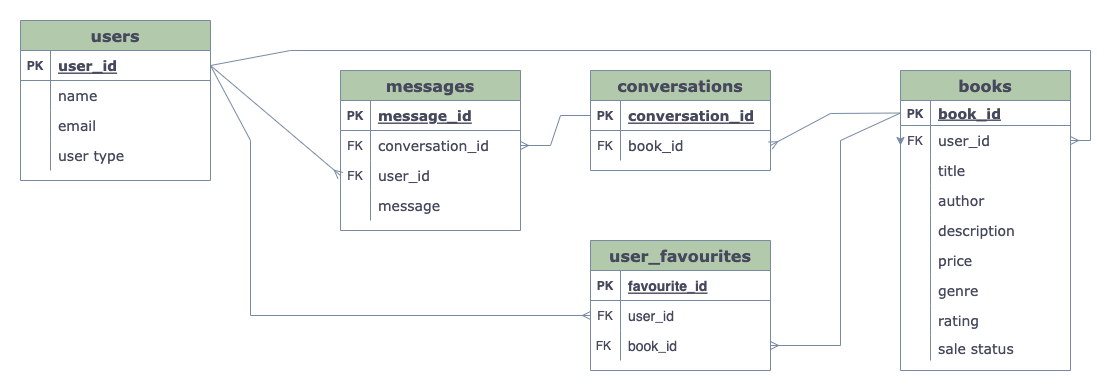 users
PK user_id
name
email
user type
messages
PK message_id
FK conversation_id
FK user_id
message
conversations
PK conversation_id
FK book_id
user_favourites
PK favourite_id
FK user_id
FK book_id
books
PK book_id
FK user_id
title
author
description
price
genre
rating
sale status